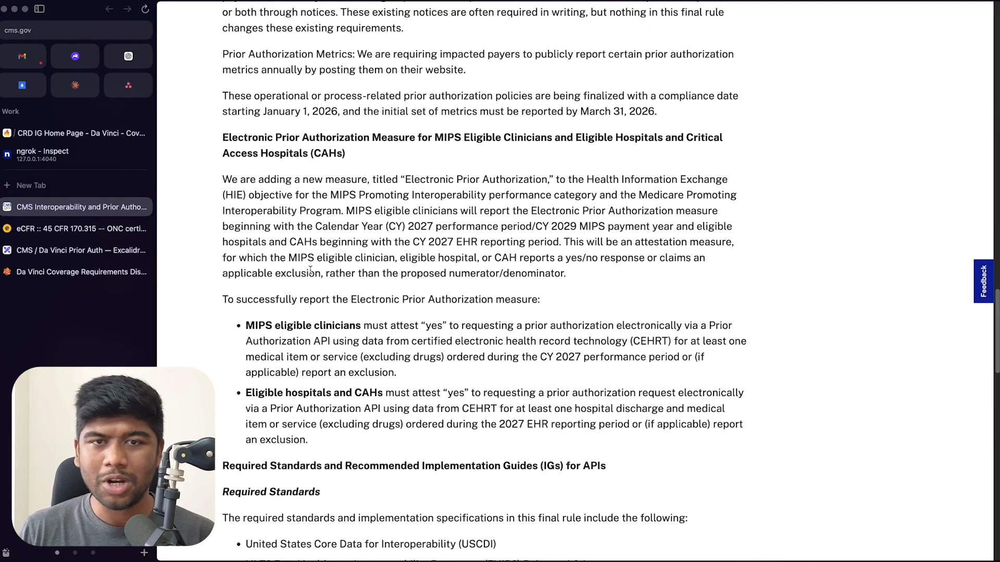 cms.gov
6
Work
/ CRD IG Home Page - Da Vinci - Cov...
n
ngrok - Inspect
127.0.0.1:4040
+ New Tab
CMS Interoperability and Prior Autho...
e
eCFR :: 45 CFR 170.315 -- ONC certi...
CMS / Da Vinci Prior Auth — Excalidr...
Da Vinci Coverage Requirements Dis...
or both through notices. These existing notices are often required in writing, but nothing in this final rule
changes these existing requirements.
Prior Authorization Metrics: We are requiring impacted payers to publicly report certain prior authorization
metrics annually by posting them on their website.
These operational or process-related prior authorization policies are being finalized with a compliance date
starting January 1, 2026, and the initial set of metrics must be reported by March 31, 2026.
Electronic Prior Authorization Measure for MIPS Eligible Clinicians and Eligible Hospitals and Critical
Access Hospitals (CAHs)
We are adding a new measure, titled “Electronic Prior Authorization,” to the Health Information Exchange
(HIE) objective for the MIPS Promoting Interoperability performance category and the Medicare Promoting
Interoperability Program. MIPS eligible clinicians will report the Electronic Prior Authorization measure
beginning with the Calendar Year (CY) 2027 performance period/CY 2029 MIPS payment year and eligible
hospitals and CAHs beginning with the CY 2027 EHR reporting period. This will be an attestation measure,
for which the MIPS eligible clinician, eligible hospital, or CAH reports a yes/no response or claims an
applicable exclusion, rather than the proposed numerator/denominator.
To successfully report the Electronic Prior Authorization measure:
• MIPS eligible clinicians must attest “yes” to requesting a prior authorization electronically via a Prior
Authorization API using data from certified electronic health record technology (CEHRT) for at least one
medical item or service (excluding drugs) ordered during the CY 2027 performance period or (if
applicable) report an exclusion.
• Eligible hospitals and CAHs must attest “yes” to requesting a prior authorization request electronically
via a Prior Authorization API using data from CEHRT for at least one hospital discharge and medical
item or service (excluding drugs) ordered during the 2027 EHR reporting period or (if applicable) report
an exclusion.
Required Standards and Recommended Implementation Guides (IGs) for APIs
Required Standards
The required standards and implementation specifications in this final rule include the following:
• United States Core Data for Interoperability (USCDI)
Feedback